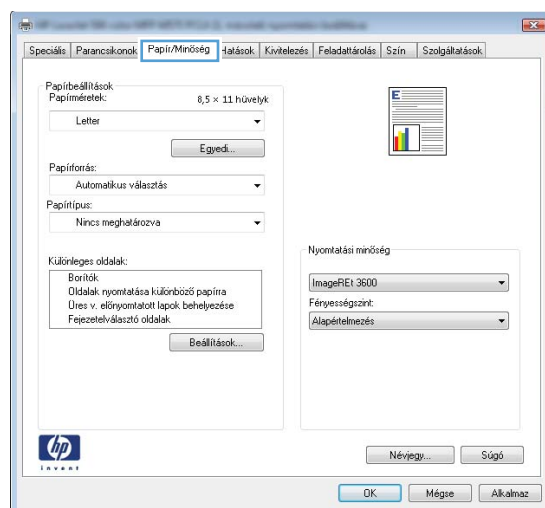 Speciális Parancsikonok Papír/Minőség Hatások Kivitelezés Feladattárolás Szín Szolgáltatások
Papírbeállítások
Papírméretek: 8,5 × 11 hüvelyk
Letter
Egyedi...
Papírforrás:
Automatikus választás
Papírtípus:
Nincs meghatározva
Különleges oldalak:
Borítók
Oldalak nyomtatása különböző papírra
Üres v. előnyomtatott lapok behelyezése
Fejezetelválasztó oldalak
Beállítások...
E
Nyomtatási minőség
ImageREt 3600
Fényességszint:
Alapértelmezés
hp
invent
Névjegy... Súgó
OK Mégse Alkalmaz